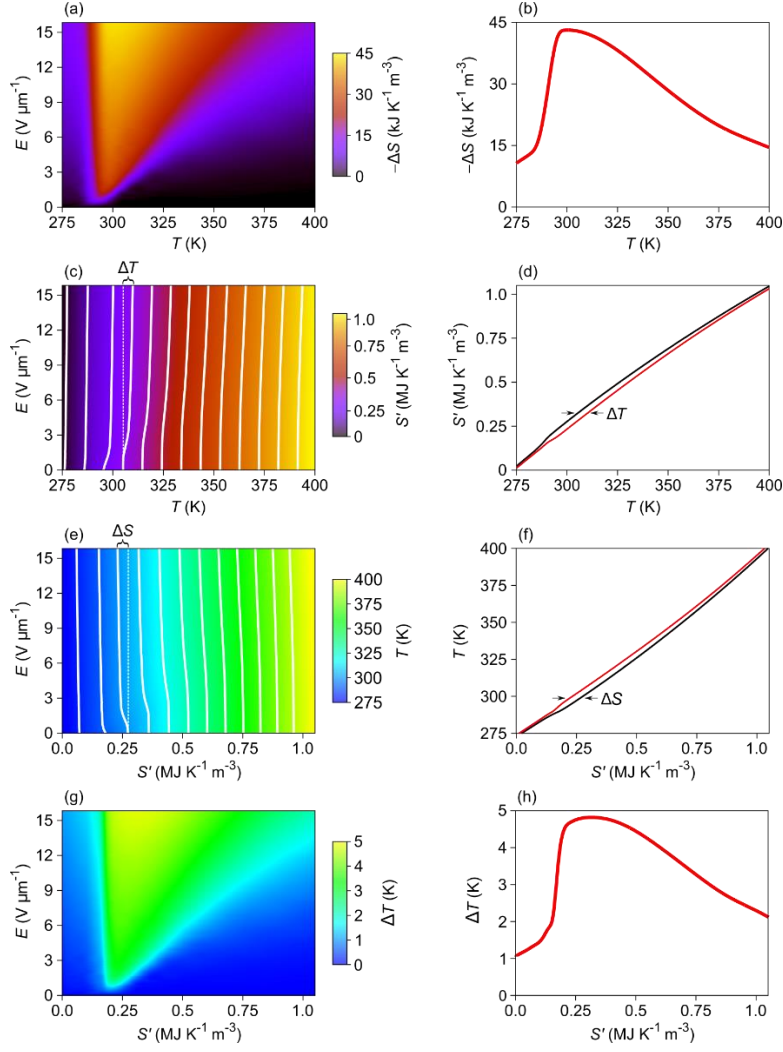 (a)
15
12
9
6
3
0
E (V µm⁻¹)
275 300 325 350 375 400
T (K)
45
30
15
0
−ΔS (kJ K⁻¹ m⁻³)
(b)
45
30
15
0
−ΔS (kJ K⁻¹ m⁻³)
275 300 325 350 375 400
T (K)
(c)
ΔT
15
12
9
6
3
0
E (V µm⁻¹)
275 300 325 350 375 400
T (K)
1.0
0.75
0.5
0.25
0
S′ (MJ K⁻¹ m⁻³)
(d)
1.0
0.75
0.5
0.25
0
S′ (MJ K⁻¹ m⁻³)
ΔT
275 300 325 350 375 400
T (K)
(e)
ΔS
15
12
9
6
3
0
E (V µm⁻¹)
0.0 0.25 0.5 0.75 1.0
S′ (MJ K⁻¹ m⁻³)
400
375
350
325
300
275
T (K)
(f)
400
375
350
325
300
275
T (K)
ΔS
0.0 0.25 0.5 0.75 1.0
S′ (MJ K⁻¹ m⁻³)
(g)
15
12
9
6
3
0
E (V µm⁻¹)
0.0 0.25 0.5 0.75 1.0
S′ (MJ K⁻¹ m⁻³)
5
4
3
2
1
0
ΔT (K)
(h)
5
4
3
2
1
0
ΔT (K)
0.0 0.25 0.5 0.75 1.0
S′ (MJ K⁻¹ m⁻³)